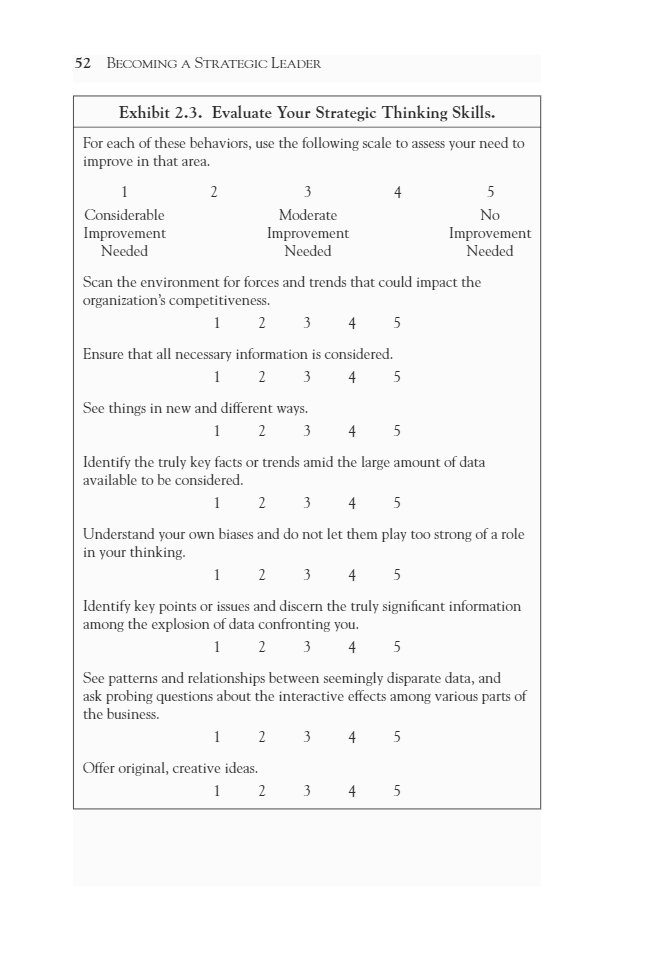 52 BECOMING A STRATEGIC LEADER
Exhibit 2.3. Evaluate Your Strategic Thinking Skills.
For each of these behaviors, use the following scale to assess your need to
improve in that area.
1 2 3 4 5
Considerable Moderate No
Improvement Improvement Improvement
Needed Needed Needed
Scan the environment for forces and trends that could impact the
organization’s competitiveness.
1 2 3 4 5
Ensure that all necessary information is considered.
1 2 3 4 5
See things in new and different ways.
1 2 3 4 5
Identify the truly key facts or trends amid the large amount of data
available to be considered.
1 2 3 4 5
Understand your own biases and do not let them play too strong of a role
in your thinking.
1 2 3 4 5
Identify key points or issues and discern the truly significant information
among the explosion of data confronting you.
1 2 3 4 5
See patterns and relationships between seemingly disparate data, and
ask probing questions about the interactive effects among various parts of
the business.
1 2 3 4 5
Offer original, creative ideas.
1 2 3 4 5